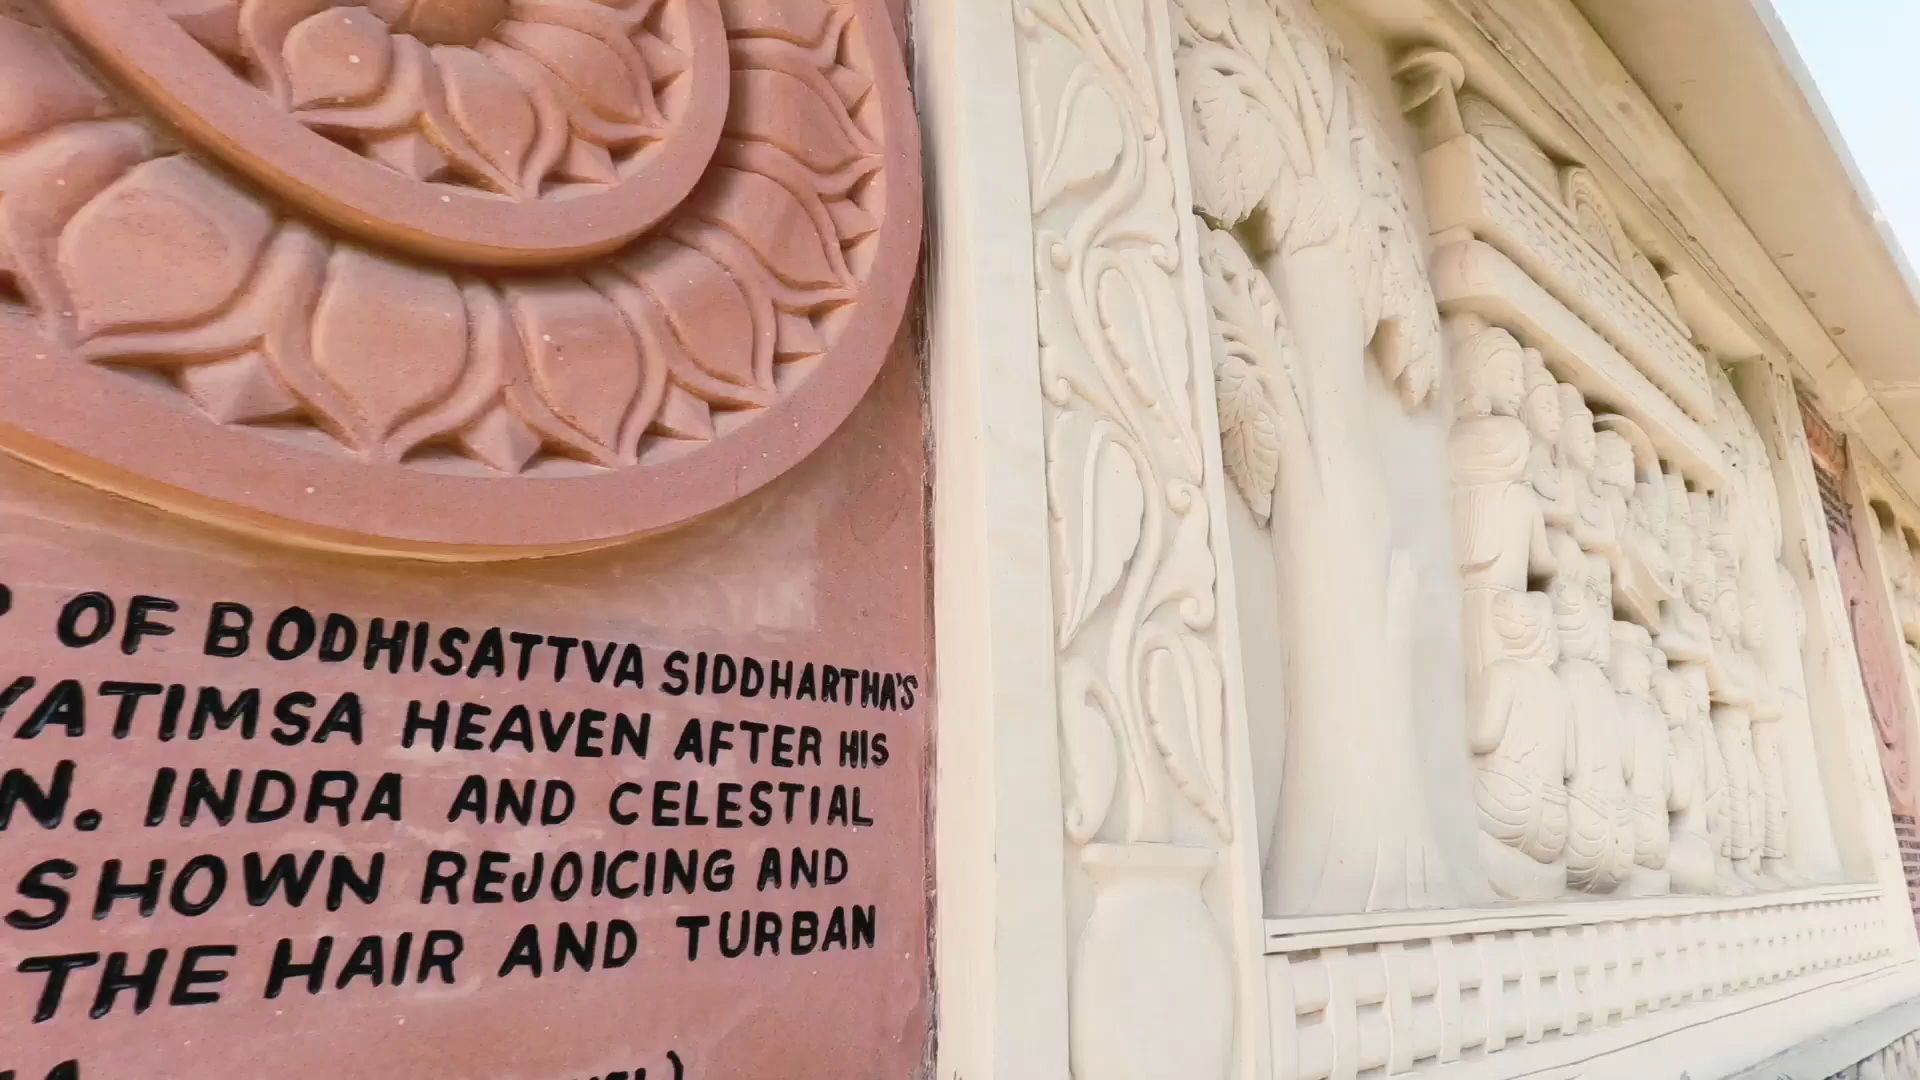 OF BODHISATTVA SIDDHARTHA'S
YATIMSA HEAVEN AFTER HIS
N. INDRA AND CELESTIAL
SHOWN REJOICING AND
THE HAIR AND TURBAN